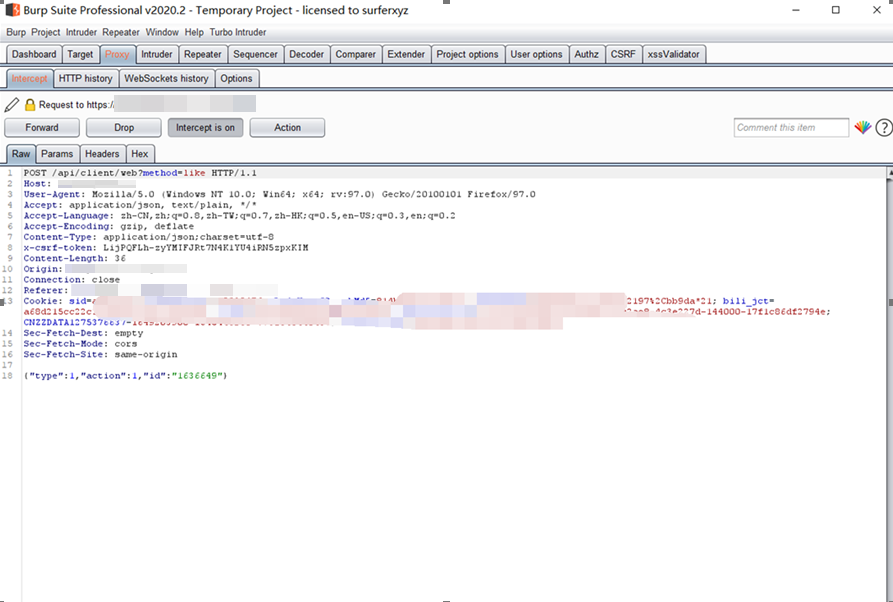 Burp Suite Professional v2020.2 - Temporary Project - licensed to surferxyz
Burp Project Intruder Repeater Window Help Turbo Intruder
Dashboard Target Proxy Intruder Repeater Sequencer Decoder Comparer Extender Project options User options Authz CSRF xssValidator
Intercept HTTP history WebSockets history Options
Request to https:/
Forward Drop Intercept is on Action Comment this item ?
Raw Params Headers Hex
1 POST /api/client/web?method=like HTTP/1.1
2 Host:
3 User-Agent: Mozilla/5.0 (Windows NT 10.0; Win64; x64; rv:97.0) Gecko/20100101 Firefox/97.0
4 Accept: application/json, text/plain, */*
5 Accept-Language: zh-CN,zh;q=0.8,zh-TW;q=0.7,zh-HK;q=0.5,en-US;q=0.3,en;q=0.2
6 Accept-Encoding: gzip, deflate
7 Content-Type: application/json;charset=utf-8
8 x-csrf-token: LijPQFLh-zyYMIFJRt7N4KiYU4iRN5zpxKIM
9 Content-Length: 36
10 Origin:
11 Connection: close
12 Referer:
13 Cookie: sid= 2197%2Cbb9da*21; bili_jct=
a68d215cc22c -144000-17f1c86df2794e;
CNZZDATA1275376637
14 Sec-Fetch-Dest: empty
15 Sec-Fetch-Mode: cors
16 Sec-Fetch-Site: same-origin
17
18 {"type":1,"action":1,"id":"1636649"}